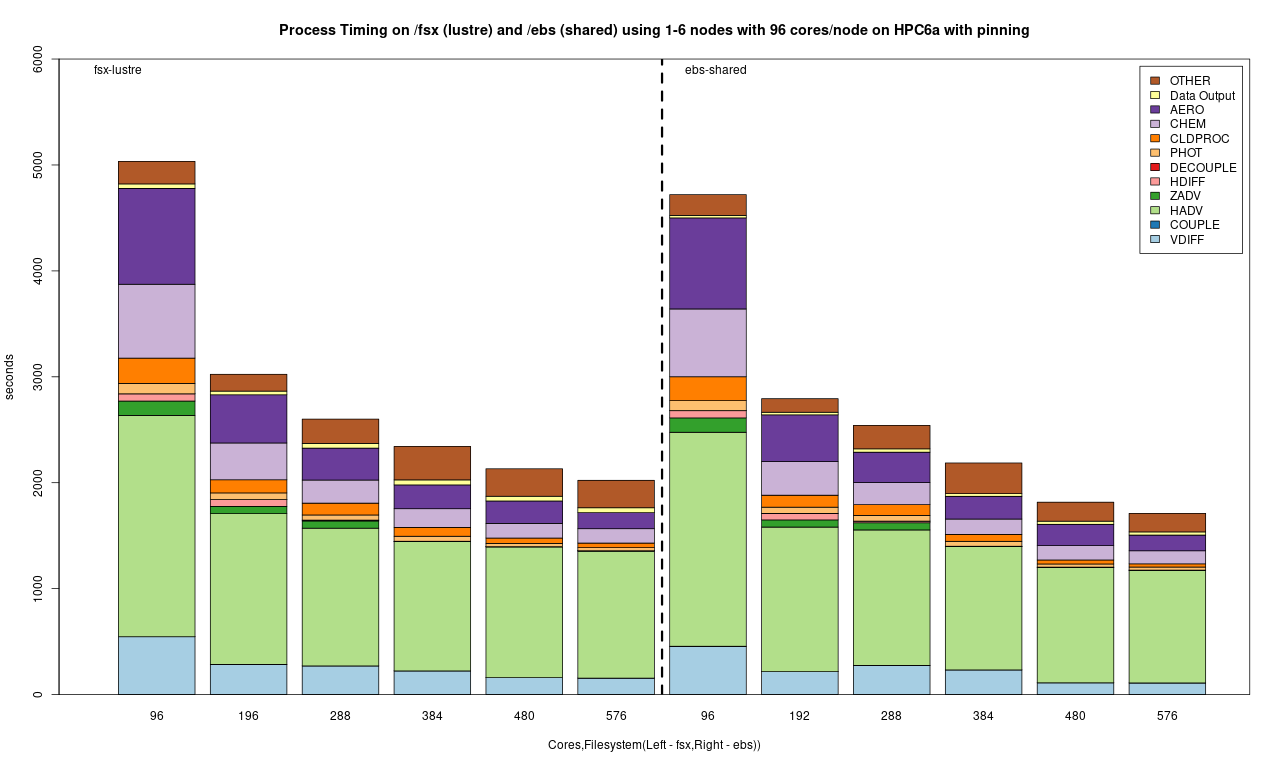 Process Timing on /fsx (lustre) and /ebs (shared) using 1-6 nodes with 96 cores/node on HPC6a with pinning
fsx-lustre
ebs-shared
OTHER
Data Output
AERO
CHEM
CLDPROC
PHOT
DECOUPLE
HDIFF
ZADV
HADV
COUPLE
VDIFF
seconds
6000
5000
4000
3000
2000
1000
0
96 196 288 384 480 576 96 192 288 384 480 576
Cores,Filesystem(Left - fsx,Right - ebs))